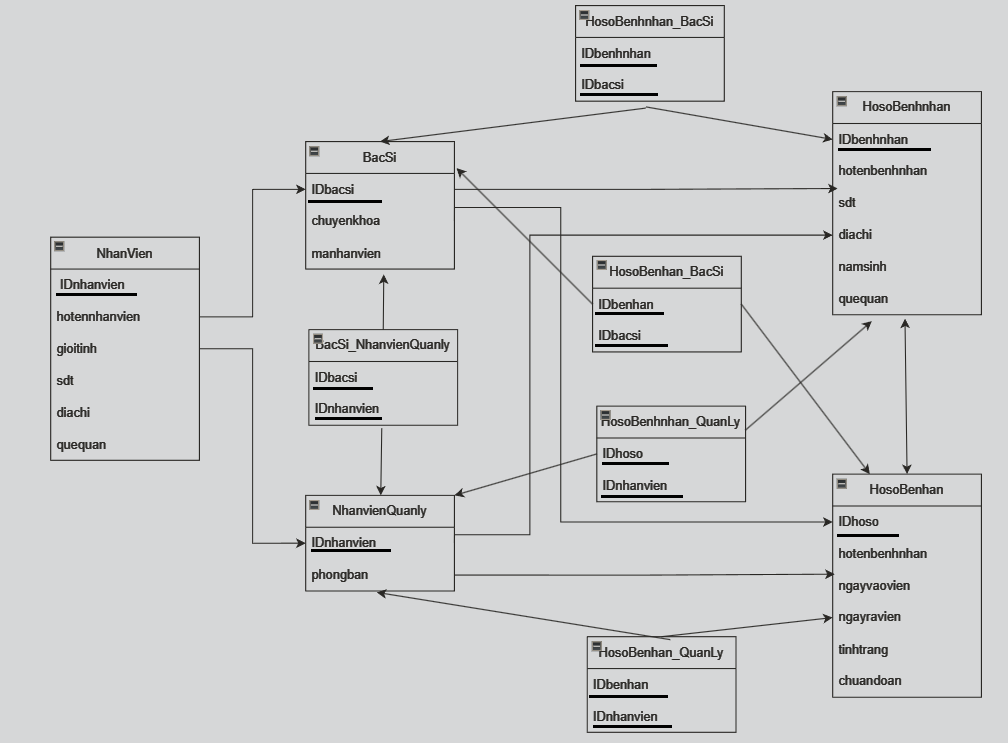 HosoBenhnhan_BacSi
IDbenhnhan
IDbacsi
HosoBenhnhan
IDbenhnhan
hotenbenhnhan
sdt
diachi
namsinh
quequan
BacSi
IDbacsi
chuyenkhoa
manhanvien
NhanVien
IDnhanvien
hotennhanvien
gioitinh
sdt
diachi
quequan
HosoBenhan_BacSi
IDbenhan
IDbacsi
BacSi_NhanvienQuanly
IDbacsi
IDnhanvien
HosoBenhnhan_QuanLy
IDhoso
IDnhanvien
HosoBenhan
IDhoso
hotenbenhnhan
ngayvaovien
ngayravien
tinhtrang
chuandoan
NhanvienQuanly
IDnhanvien
phongban
HosoBenhan_QuanLy
IDbenhan
IDnhanvien